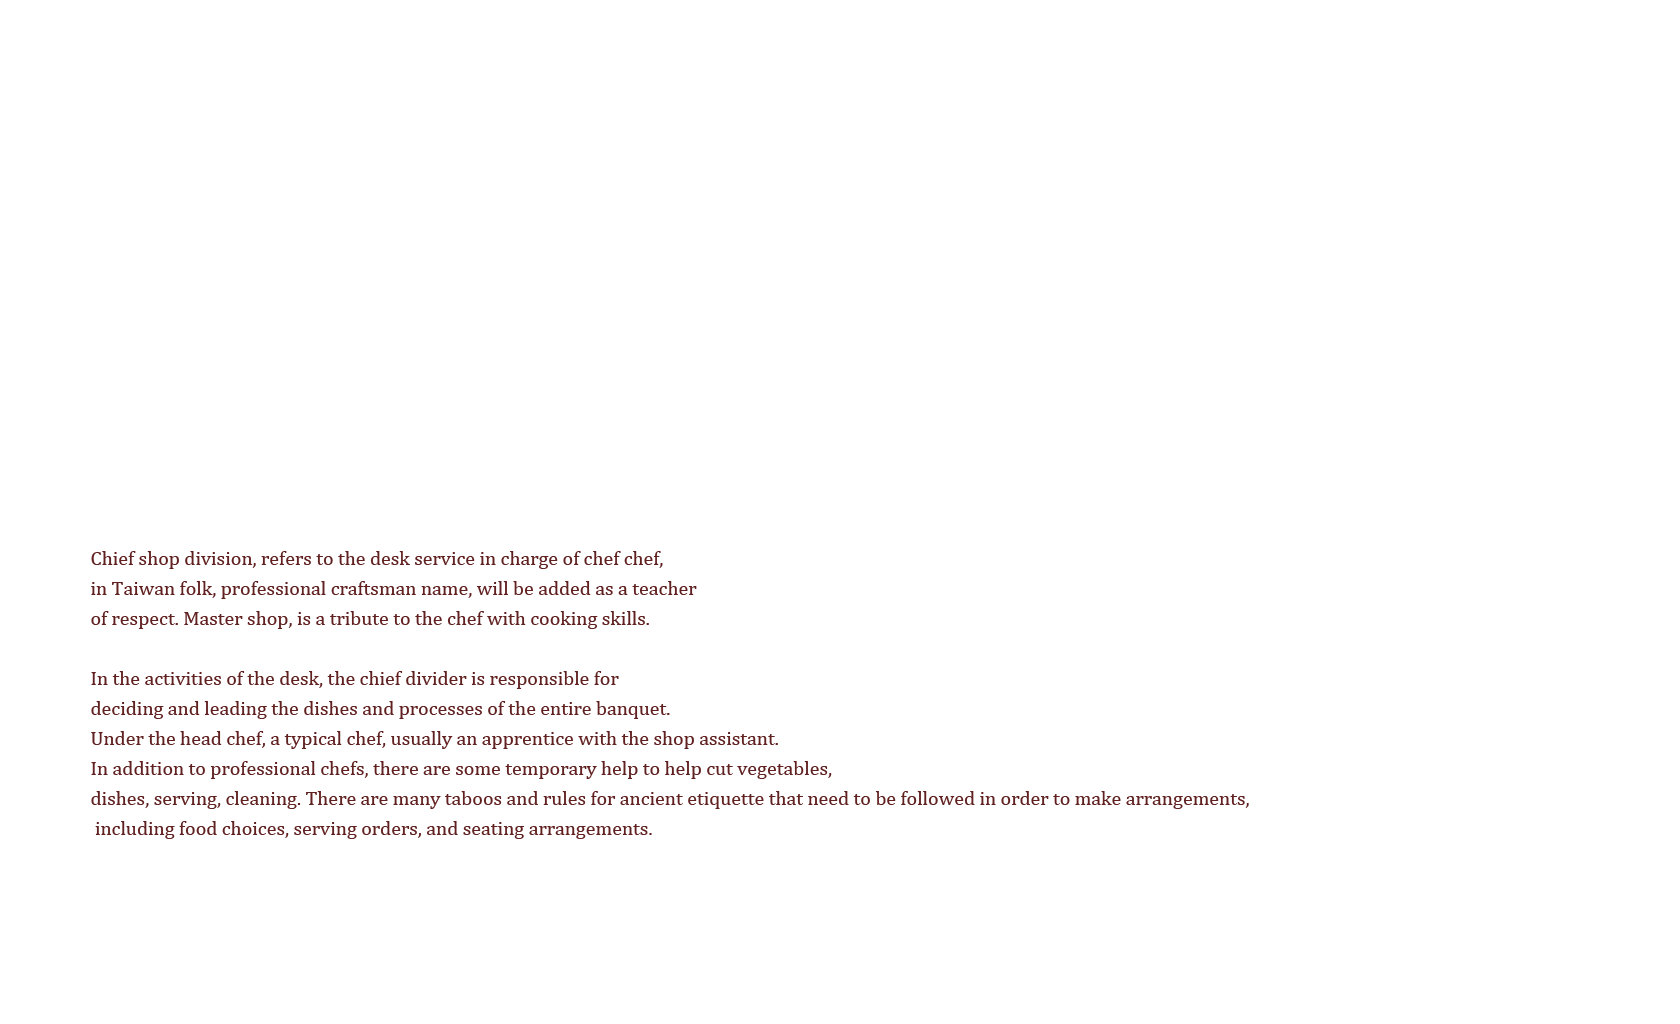 Chief shop division, refers to the desk service in charge of chef chef,
in Taiwan folk, professional craftsman name, will be added as a teacher
of respect. Master shop, is a tribute to the chef with cooking skills.
In the activities of the desk, the chief divider is responsible for
deciding and leading the dishes and processes of the entire banquet.
Under the head chef, a typical chef, usually an apprentice with the shop assistant.
In addition to professional chefs, there are some temporary help to help cut vegetables,
dishes, serving, cleaning. There are many taboos and rules for ancient etiquette that need to be followed in order to make arrangements,
including food choices, serving orders, and seating arrangements.